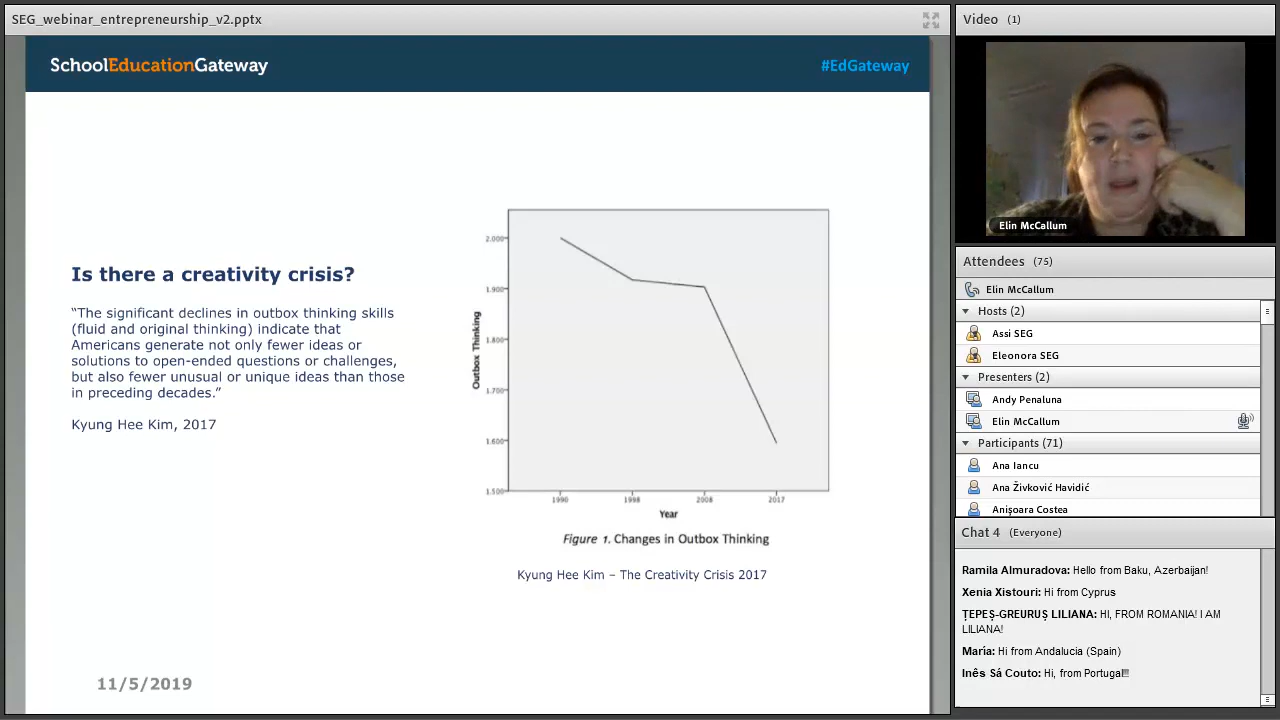 SEG_webinar_entrepreneurship_v2.pptx
SchoolEducationGateway
#EdGateway
Is there a creativity crisis?
“The significant declines in outbox thinking skills
(fluid and original thinking) indicate that
Americans generate not only fewer ideas or
solutions to open-ended questions or challenges,
but also fewer unusual or unique ideas than those
in preceding decades.”
Kyung Hee Kim, 2017
Outbox Thinking
2.000
1.900
1.800
1.700
1.600
1.500
1990
1998
2008
2017
Year
Figure 1. Changes in Outbox Thinking
Kyung Hee Kim – The Creativity Crisis 2017
11/5/2019
Video (1)
Elin McCallum
Attendees (75)
Elin McCallum
Hosts (2)
Assi SEG
Eleonora SEG
Presenters (2)
Andy Penaluna
Elin McCallum
Participants (71)
Ana Iancu
Ana Živković Havidić
Anişoara Costea
Chat 4 (Everyone)
Ramila Almuradova: Hello from Baku, Azerbaijan!
Xenia Xistouri: Hi from Cyprus
ȚEPEȘ-GREURUȘ LILIANA: HI, FROM ROMANIA! I AM
LILIANA!
María: Hi from Andalucia (Spain)
Inês Sá Couto: Hi, from Portugal!!!